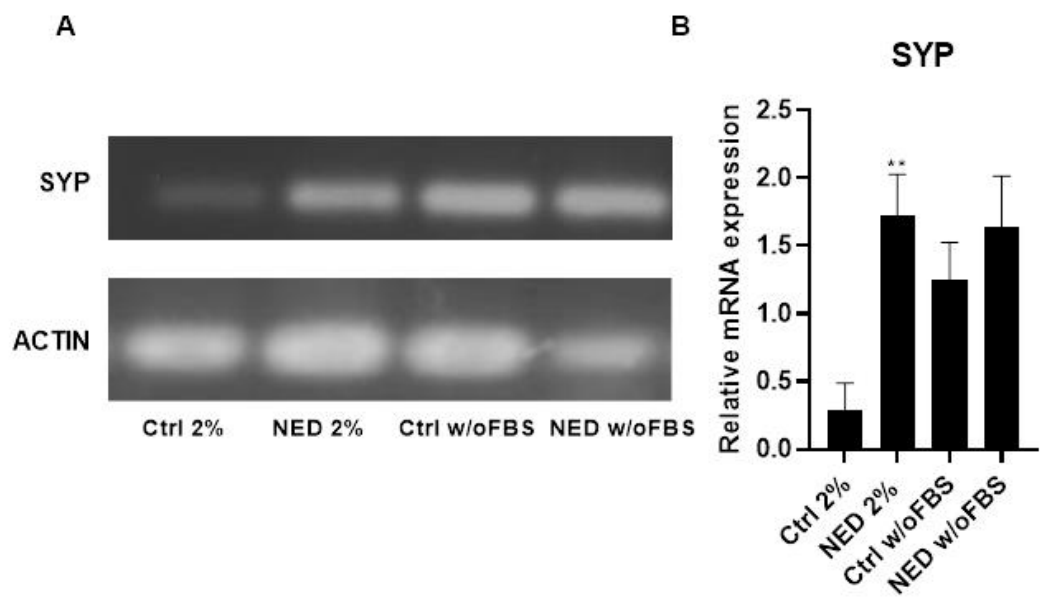 A
SYP
ACTIN
Ctrl 2% NED 2% Ctrl w/oFBS NED w/oFBS
B
SYP
Relative mRNA expression
2.5
2.0
1.5
1.0
0.5
0.0
**
Ctrl 2%
NED 2%
Ctrl w/oFBS
NED w/oFBS